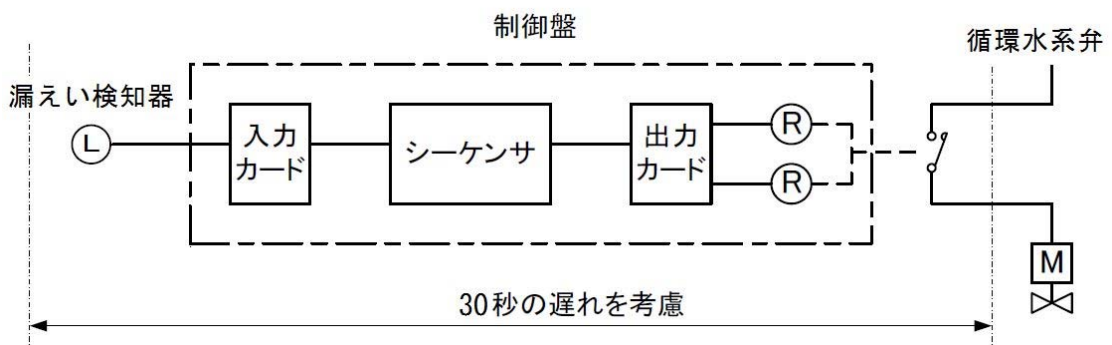 制御盤
循環水系弁
漏えい検知器
L
入力
カード
シーケンサ
出力
カード
R
R
M
30秒の遅れを考慮